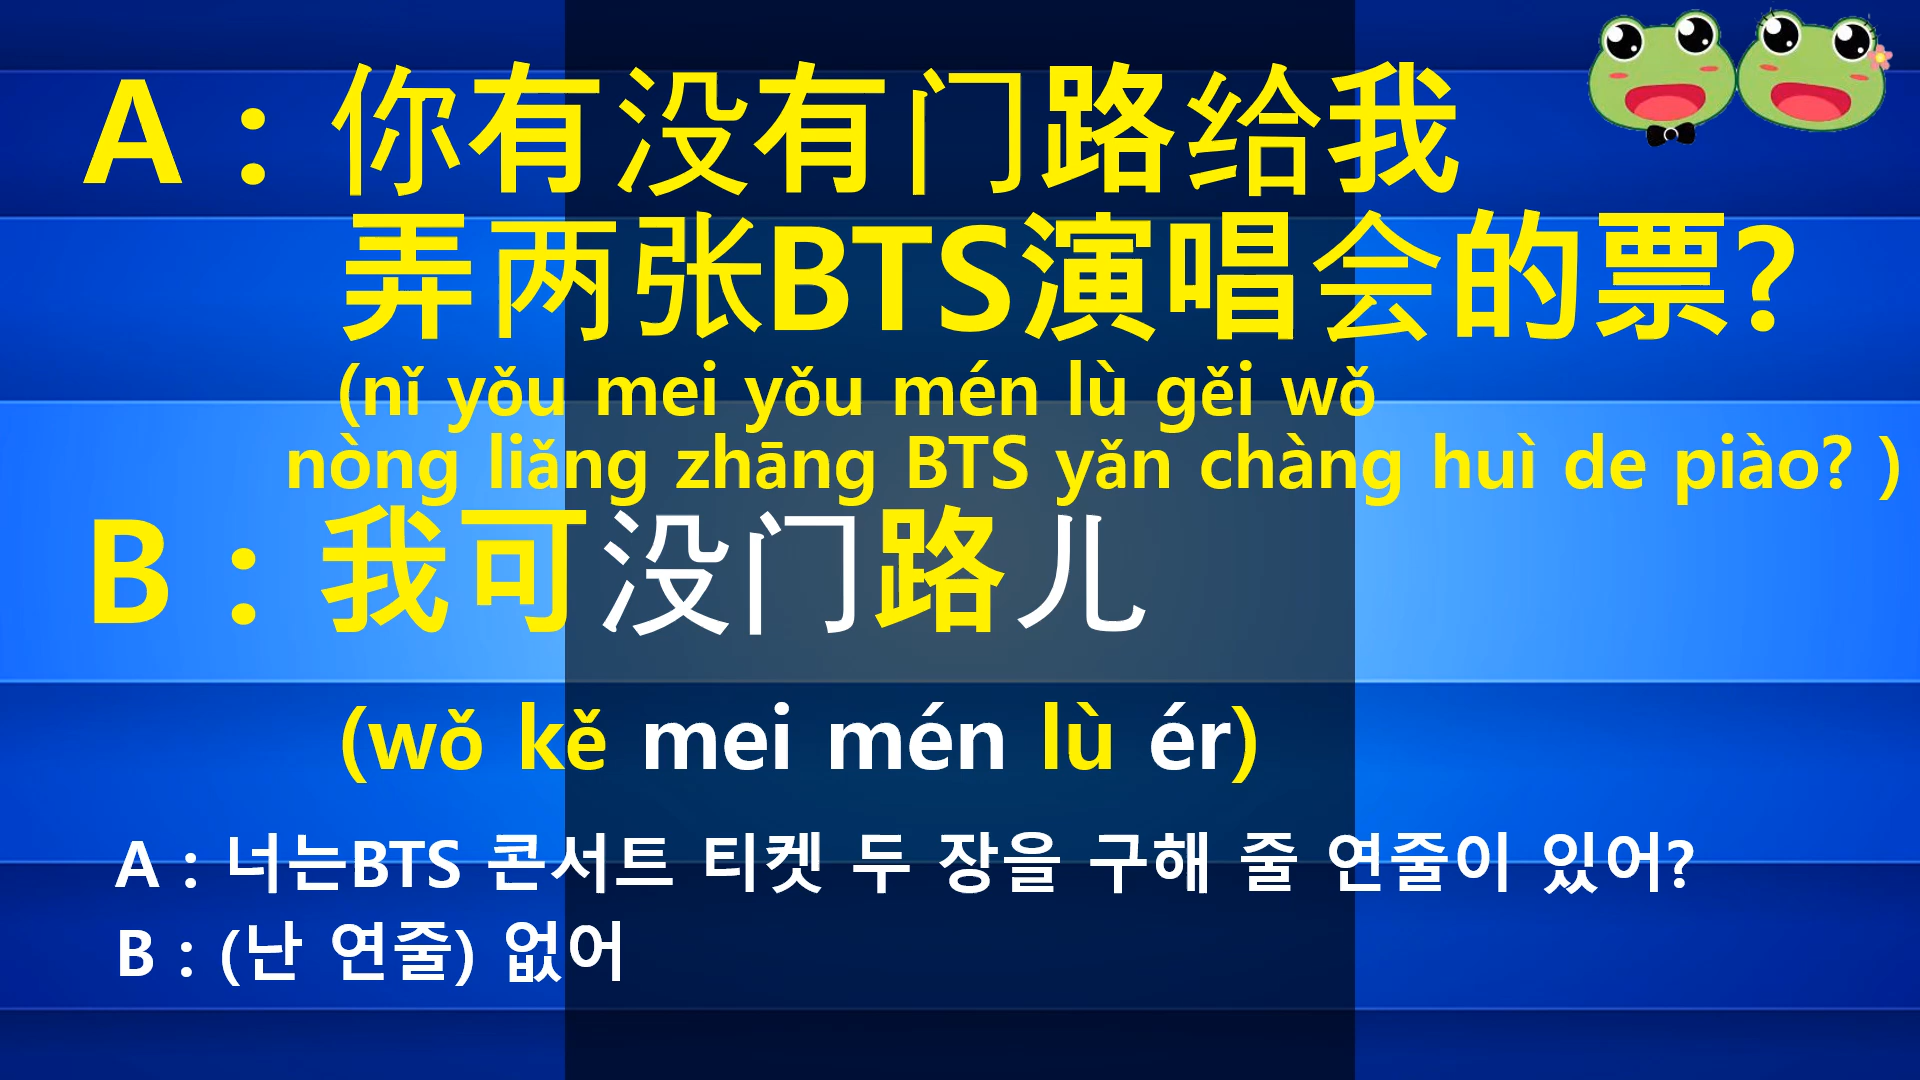 A : 你有没有门路给我
弄两张BTS演唱会的票?
(nǐ yǒu mei yǒu mén lù gěi wǒ
nòng liǎng zhāng BTS yǎn chàng huì de piào? )
B : 我可没门路儿
(wǒ kě mei mén lù ér)
A : 너는BTS 콘서트 티켓 두 장을 구해 줄 연줄이 있어?
B : (난 연줄) 없어